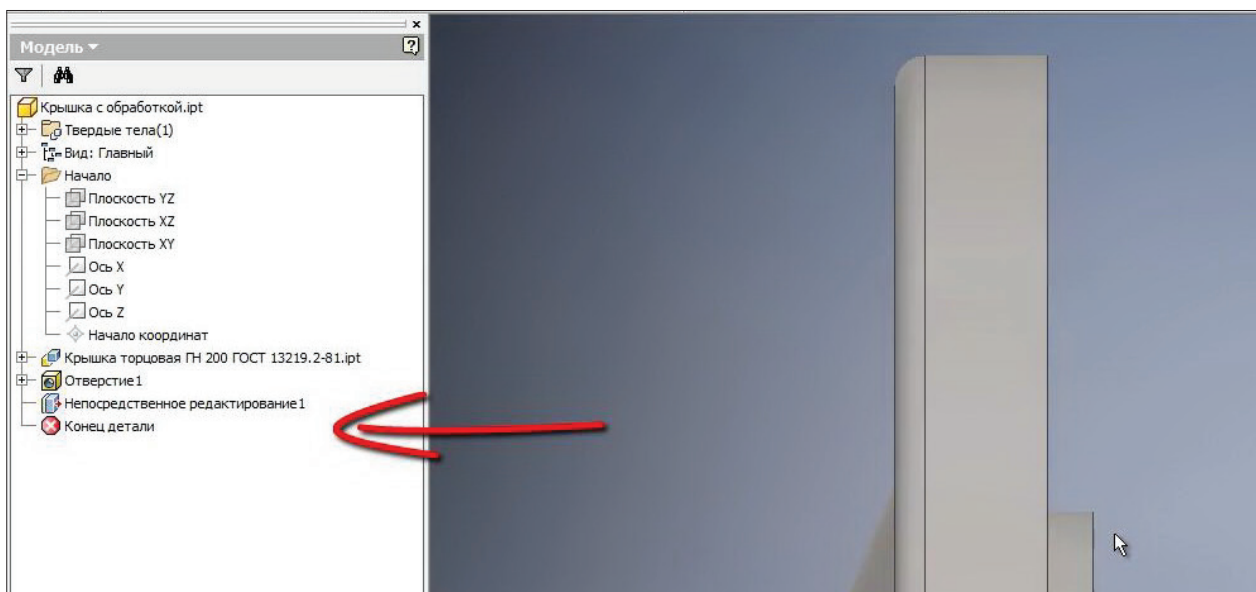 Модель
Крышка с обработкой.ipt
Твердые тела(1)
Вид: Главный
Начало
Плоскость YZ
Плоскость XZ
Плоскость XY
Ось X
Ось Y
Ось Z
Начало координат
Крышка торцовая ГН 200 ГОСТ 13219.2-81.ipt
Отверстие1
Непосредственное редактирование1
Конец детали